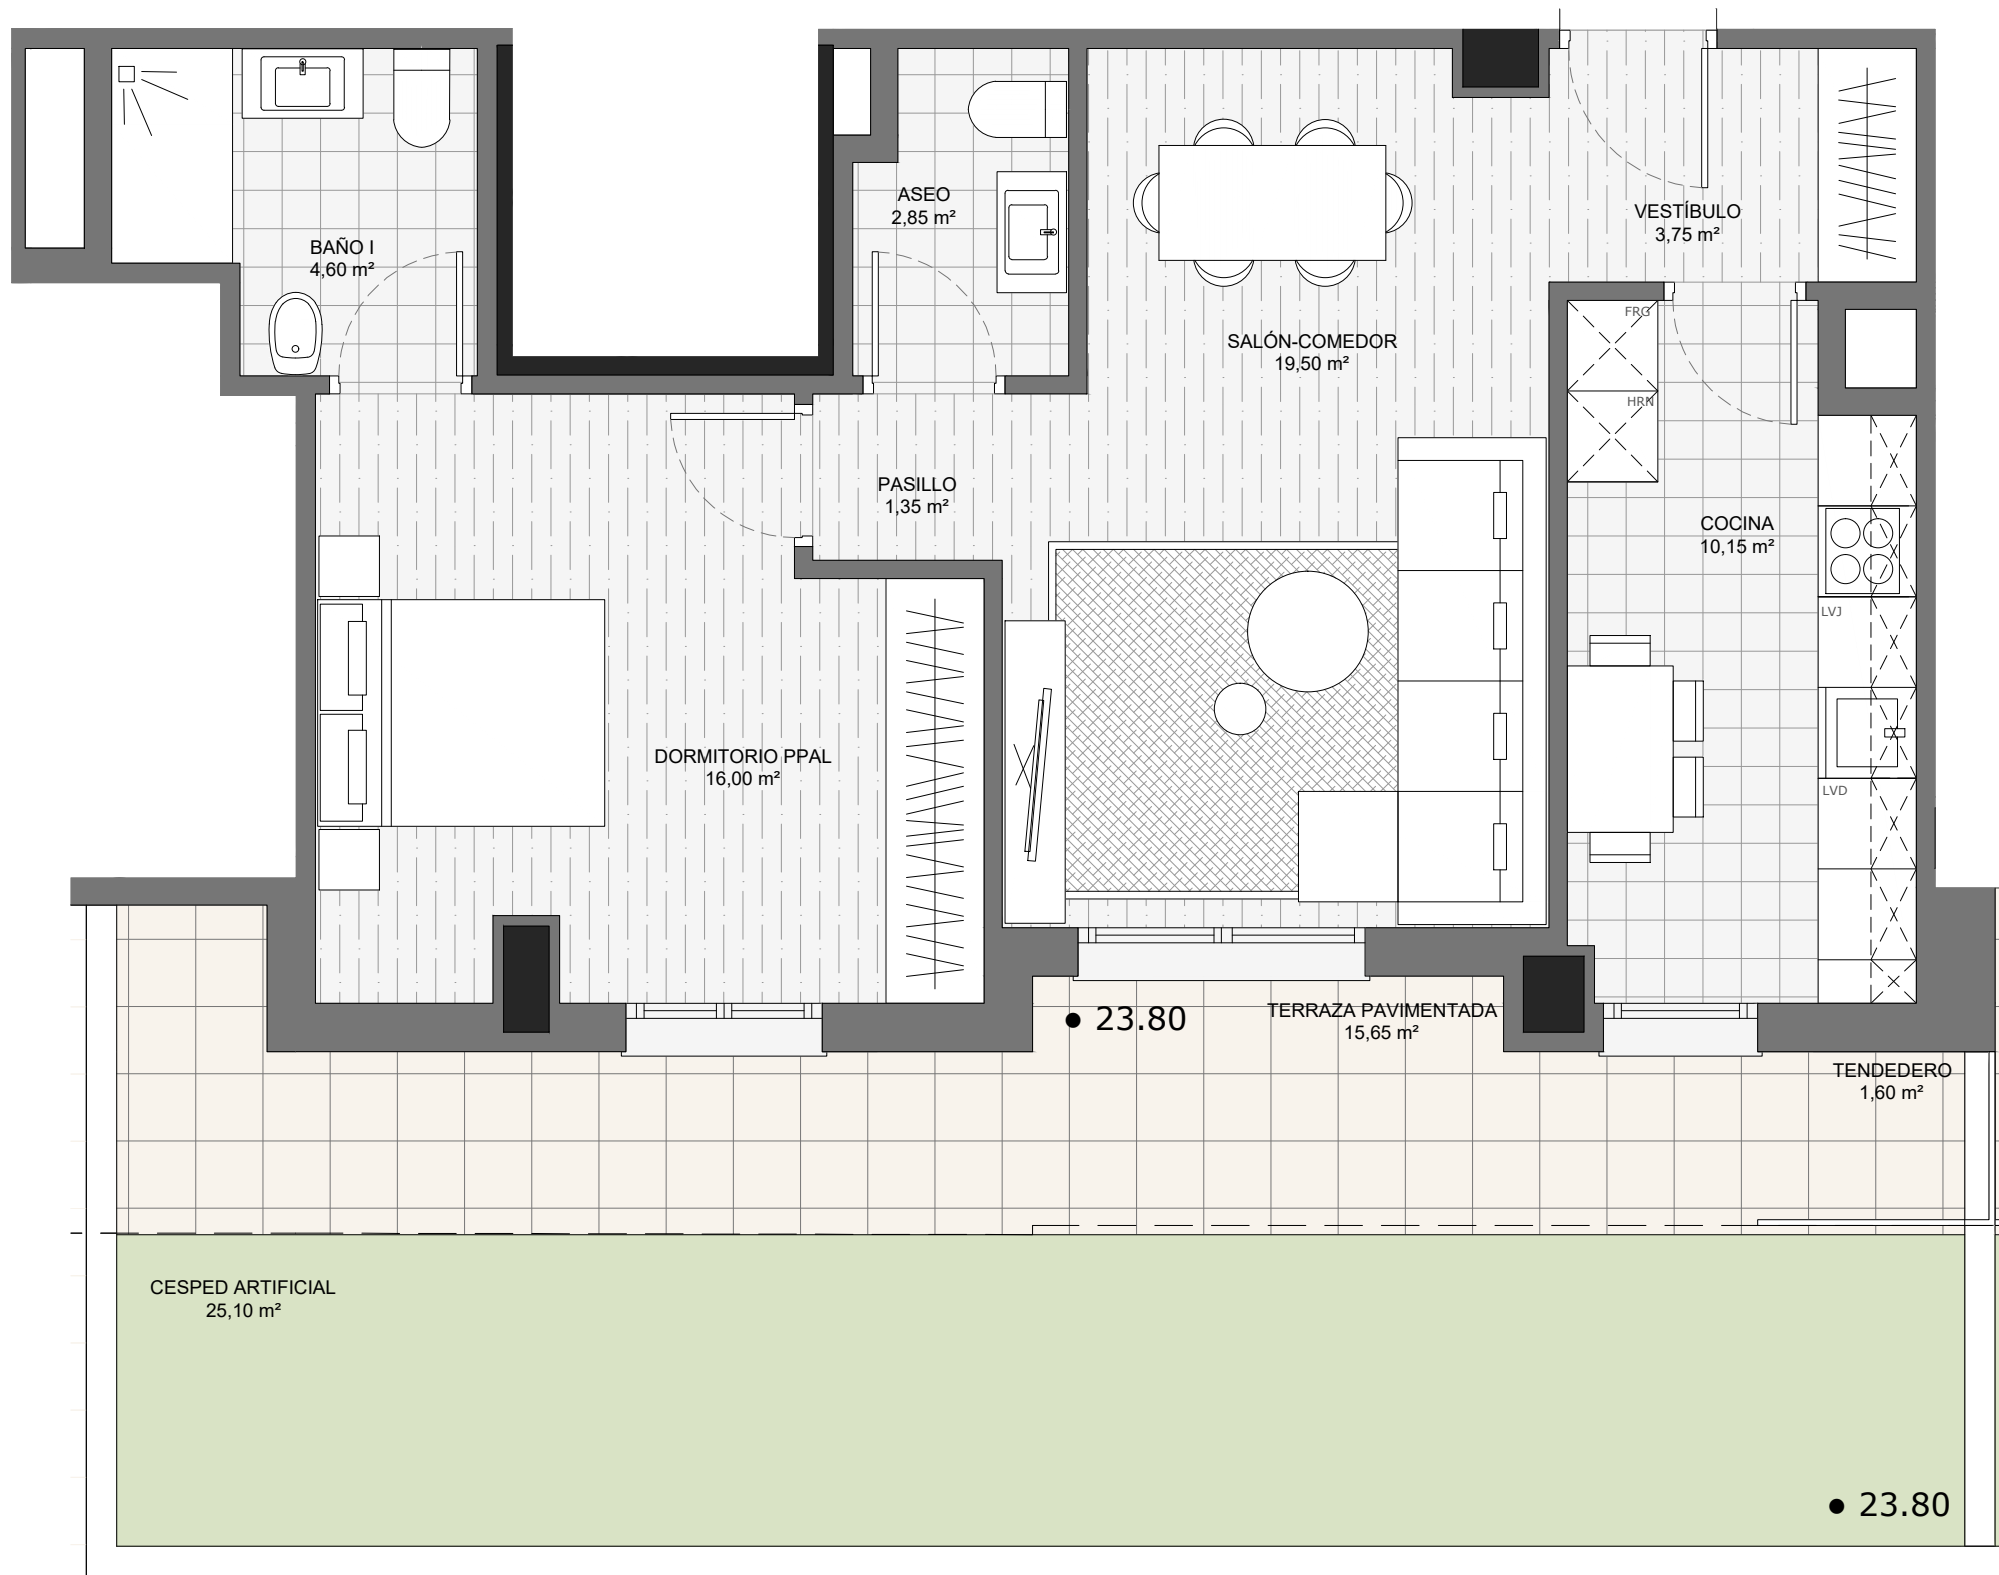 ASEO
2,85 m²
VESTÍBULO
3,75 m²
BAÑO I
4,60 m²
FRG
SALÓN-COMEDOR
19,50 m²
HRN
PASILLO
1,35 m²
COCINA
10,15 m²
LVJ
DORMITORIO PPAL
16,00 m²
LVD
• 23.80
TERRAZA PAVIMENTADA
15,65 m²
TENDEDERO
1,60 m²
CESPED ARTIFICIAL
25,10 m²
• 23.80